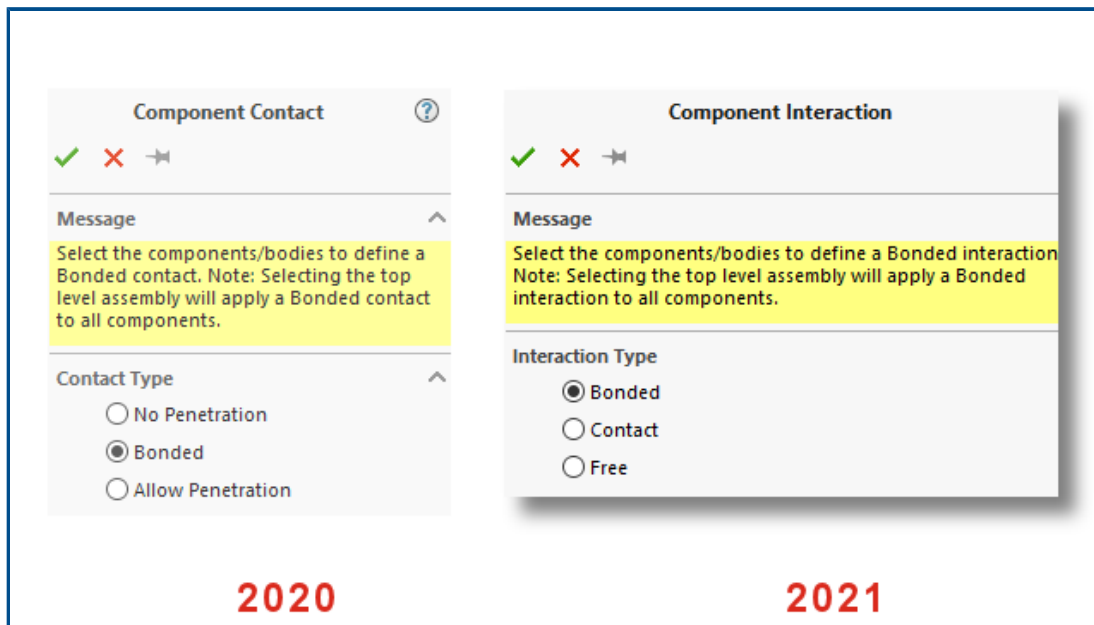 Component Contact
Message
Select the components/bodies to define a
Bonded contact. Note: Selecting the top
level assembly will apply a Bonded contact
to all components.
Contact Type
No Penetration
Bonded
Allow Penetration
2020
Component Interaction
Message
Select the components/bodies to define a Bonded interaction
Note: Selecting the top level assembly will apply a Bonded
interaction to all components.
Interaction Type
Bonded
Contact
Free
2021